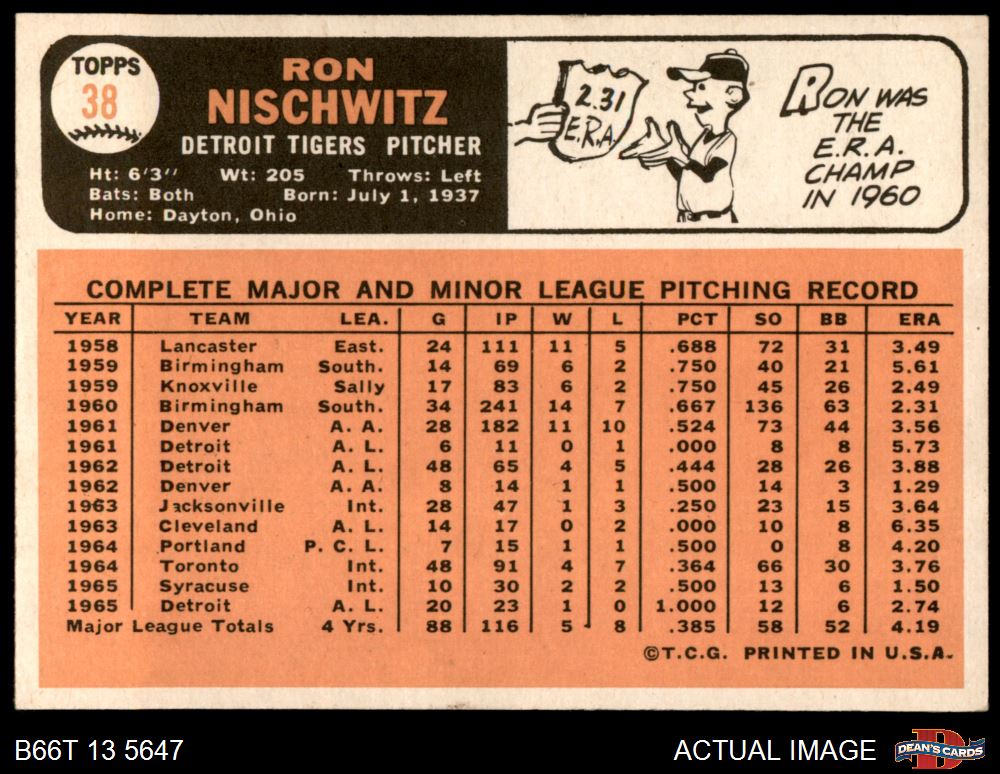 TOPPS
38
RON
NISCHWITZ
DETROIT TIGERS PITCHER
Ht: 6'3" Wt: 205 Throws: Left
Bats: Both Born: July 1, 1937
Home: Dayton, Ohio
2.31
E.R.A.
RON WAS
THE
E.R.A.
CHAMP
IN 1960
COMPLETE MAJOR AND MINOR LEAGUE PITCHING RECORD
YEAR TEAM LEA. G IP W L PCT SO BB ERA
1958 Lancaster East. 24 111 11 5 .688 72 31 3.49
1959 Birmingham South. 14 69 6 2 .750 40 21 5.61
1959 Knoxville Sally 17 83 6 2 .750 45 26 2.49
1960 Birmingham South. 34 241 14 7 .667 136 63 2.31
1961 Denver A. A. 28 182 11 10 .524 73 44 3.56
1961 Detroit A. L. 6 11 0 1 .000 8 8 5.73
1962 Detroit A. L. 48 65 4 5 .444 28 26 3.88
1962 Denver A. A. 8 14 1 1 .500 14 3 1.29
1963 Jacksonville Int. 28 47 1 3 .250 23 15 3.64
1963 Cleveland A. L. 14 17 0 2 .000 10 8 6.35
1964 Portland P. C. L. 7 15 1 1 .500 0 8 4.20
1964 Toronto Int. 48 91 4 7 .364 66 30 3.76
1965 Syracuse Int. 10 30 2 2 .500 13 6 1.50
1965 Detroit A. L. 20 23 1 0 1.000 12 6 2.74
Major League Totals 4 Yrs. 88 116 5 8 .385 58 52 4.19
©T.C.G. PRINTED IN U.S.A.
B66T 13 5647 ACTUAL IMAGE DEAN'S CARDS